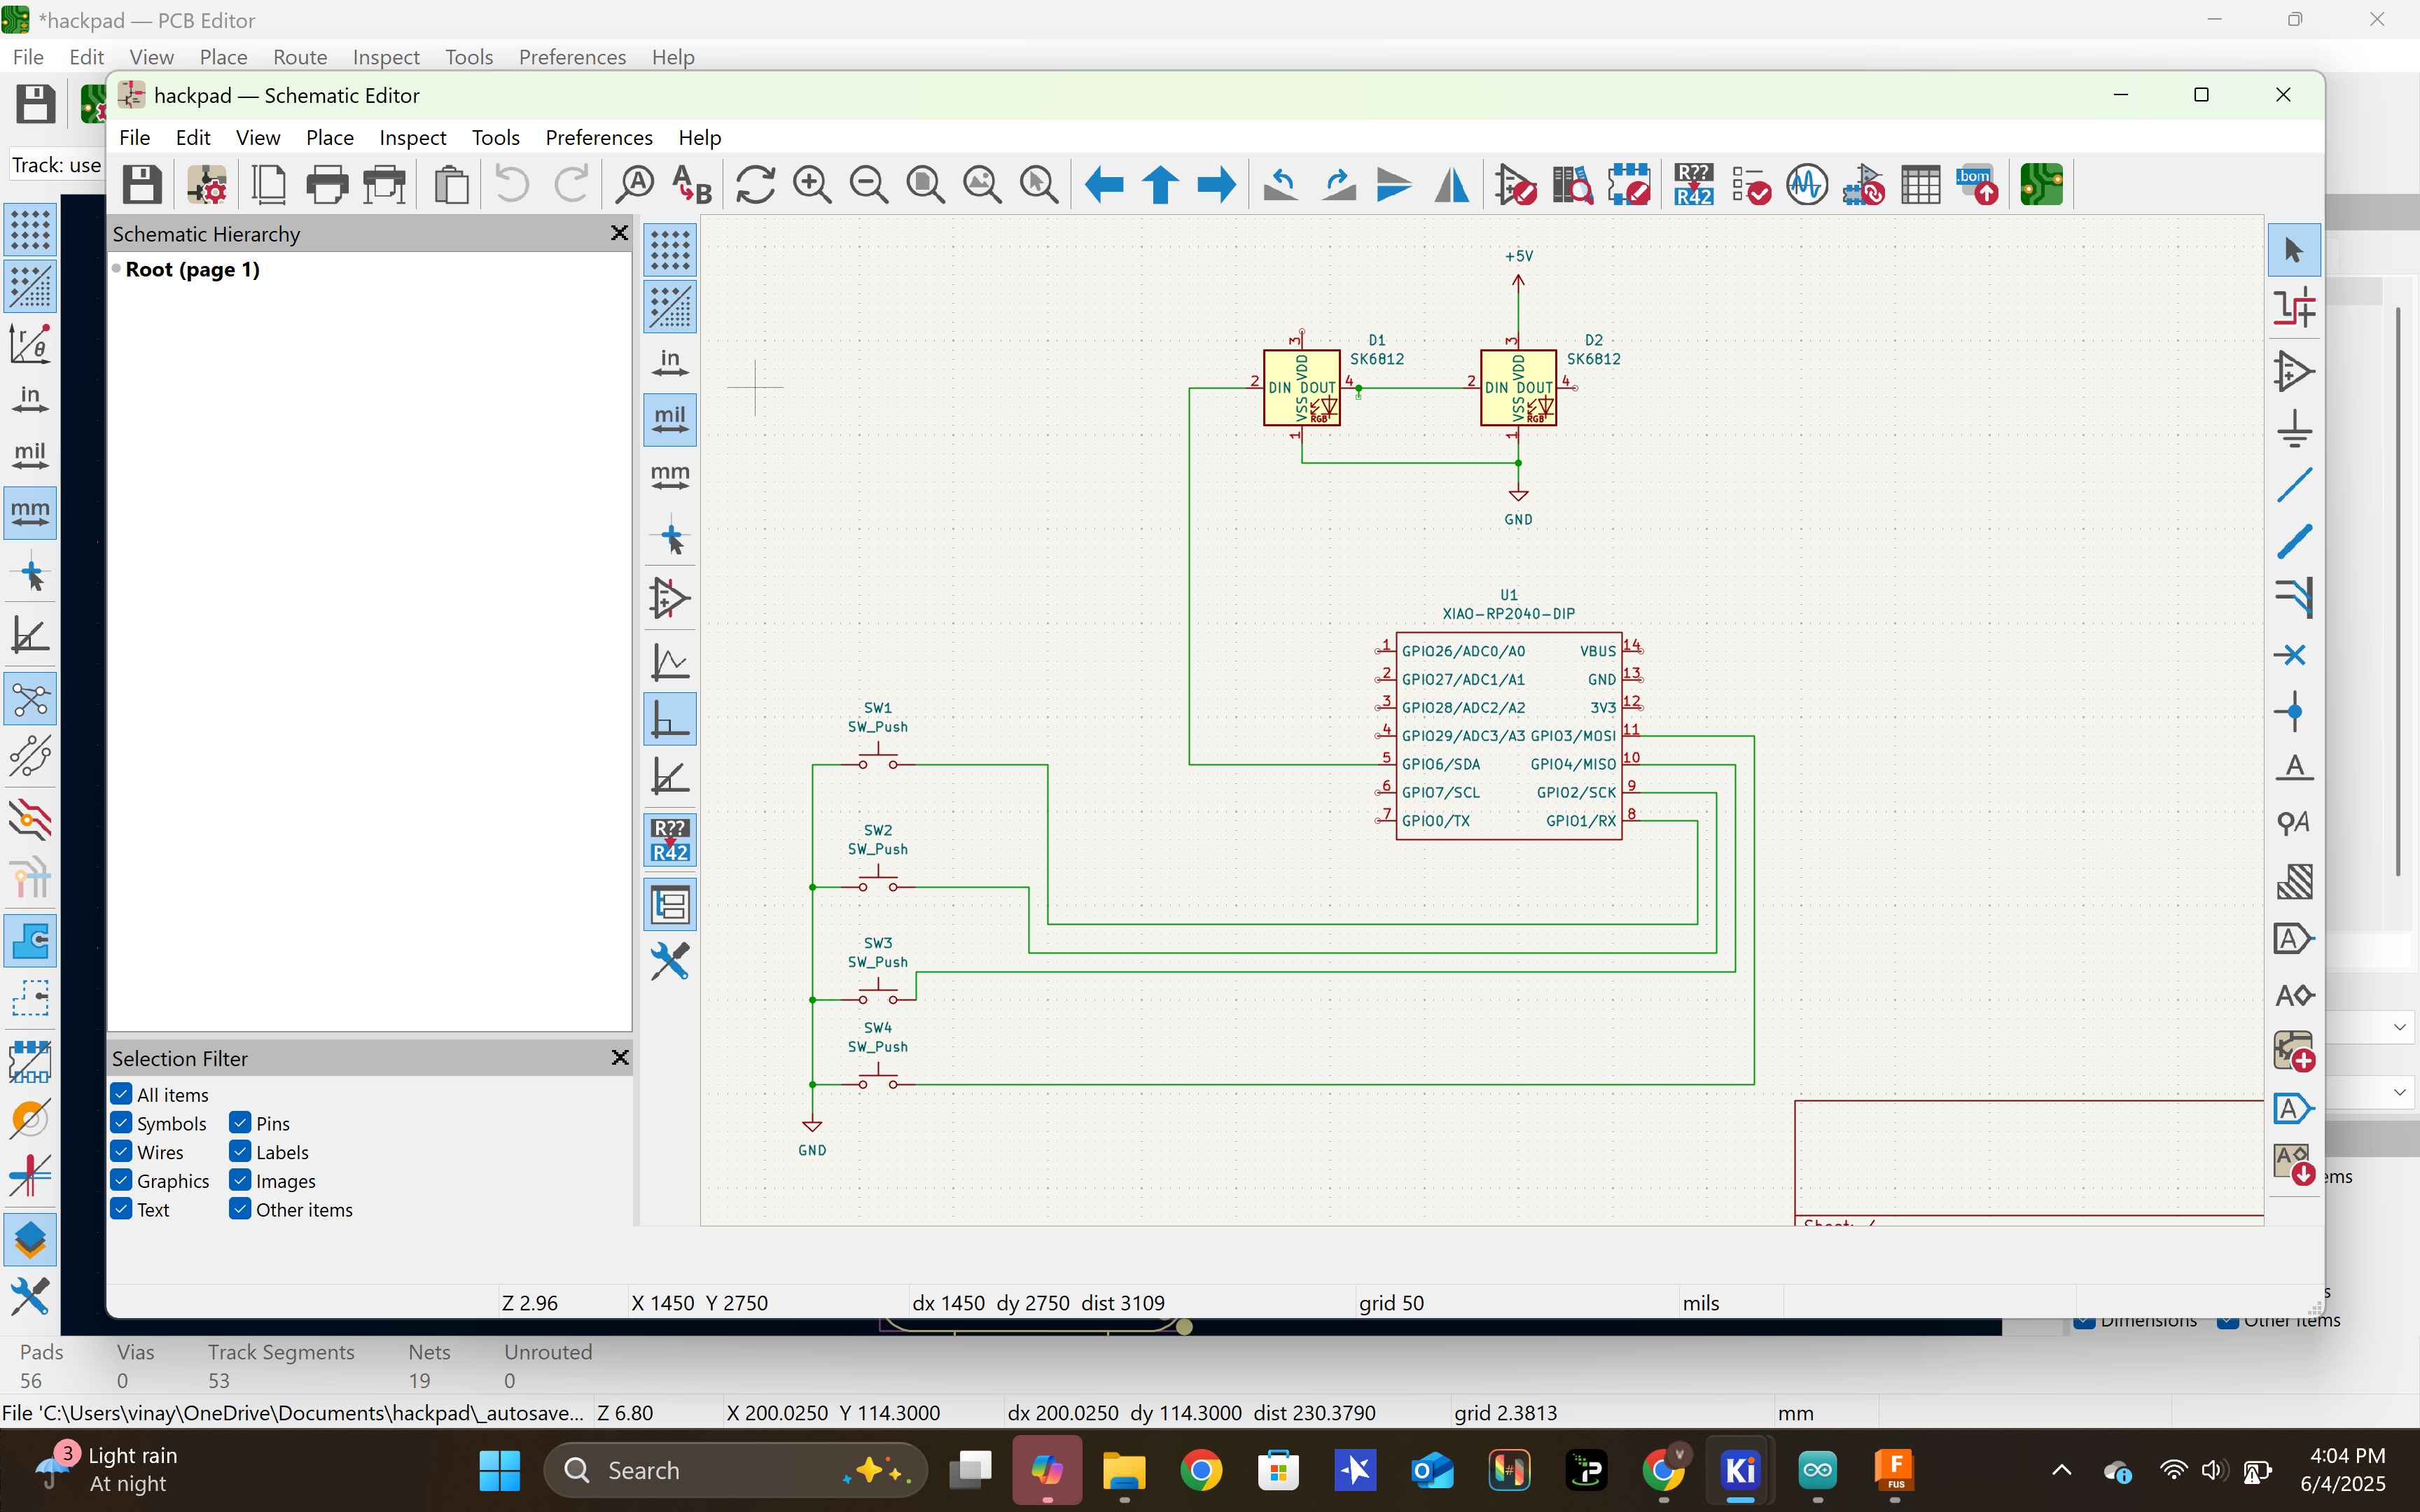 *hackpad — PCB Editor
File Edit View Place Route Inspect Tools Preferences Help
hackpad — Schematic Editor
File Edit View Place Inspect Tools Preferences Help
Track: use
Schematic Hierarchy
Root (page 1)
in
mil
mm
in
mil
mm
R??
R42
R??
R42
.bom
+5V
D1
SK6812
3
VDD
2
DIN
DOUT
4
VSS
RGB
1
D2
SK6812
3
VDD
2
DIN
DOUT
4
VSS
RGB
1
GND
U1
XIAO-RP2040-DIP
1 GPIO26/ADC0/A0 VBUS 14
2 GPIO27/ADC1/A1 GND 13
3 GPIO28/ADC2/A2 3V3 12
4 GPIO29/ADC3/A3 GPIO3/MOSI 11
5 GPIO6/SDA GPIO4/MISO 10
6 GPIO7/SCL GPIO2/SCK 9
7 GPIO0/TX GPIO1/RX 8
SW1
SW_Push
SW2
SW_Push
SW3
SW_Push
SW4
SW_Push
GND
Selection Filter
All items
Symbols Pins
Wires Labels
Graphics Images
Text Other items
ems
Z 2.96 X 1450 Y 2750 dx 1450 dy 2750 dist 3109 grid 50 mils
Dimensions Other items
Pads Vias Track Segments Nets Unrouted
56 0 53 19 0
File 'C:\Users\vinay\OneDrive\Documents\hackpad\_autosave... Z 6.80 X 200.0250 Y 114.3000 dx 200.0250 dy 114.3000 dist 230.3790 grid 2.3813 mm
3
Light rain
At night
Search
V
Ki
F
FUS
4:04 PM
6/4/2025